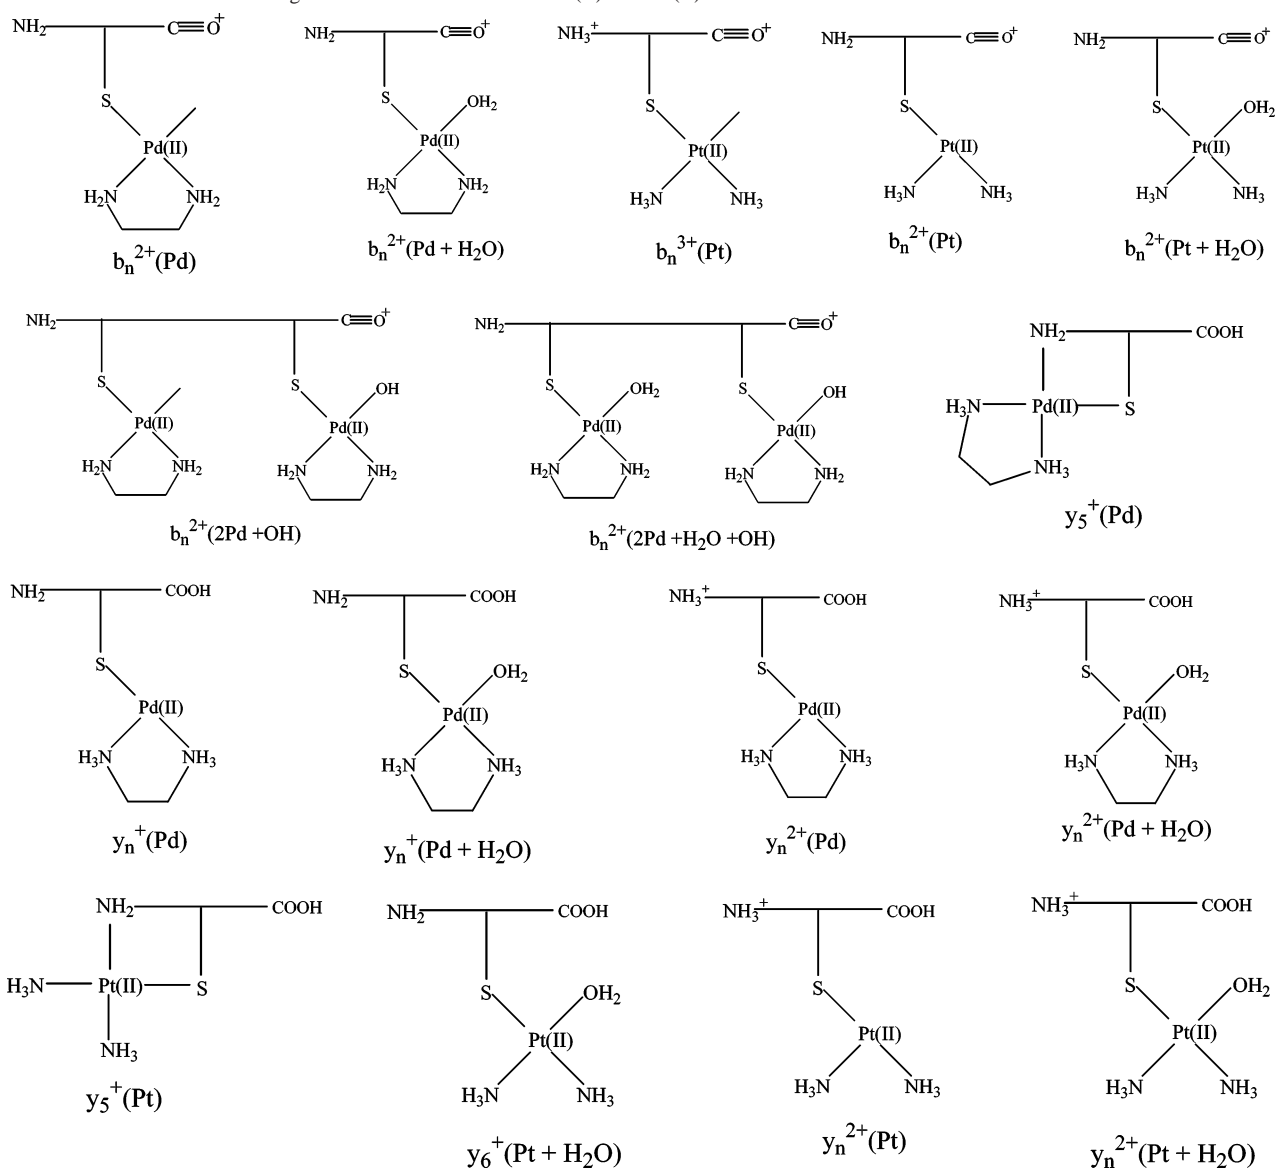 NH2 C≡O+ NH2 C≡O+ NH3+ C≡O+ NH2 C≡O+ NH2 C≡O+
S S OH2 S S S OH2
Pd(II) Pd(II) Pt(II) Pt(II) Pt(II)
H2N NH2 H2N NH2 H3N NH3 H3N NH3 H3N NH3
bn2+(Pd) bn2+(Pd + H2O) bn3+(Pt) bn2+(Pt) bn2+(Pt + H2O)
NH2 C≡O+ NH2 C≡O+ NH2 COOH
S S OH S OH2 S OH H3N Pd(II) S
Pd(II) Pd(II) Pd(II) Pd(II)
H2N NH2 H2N NH2 H2N NH2 H2N NH2 NH3
bn2+(2Pd +OH) bn2+(2Pd +H2O +OH) y5+(Pd)
NH2 COOH NH2 COOH NH3+ COOH NH3+ COOH
S S OH2 S S OH2
Pd(II) Pd(II) Pd(II) Pd(II)
H3N NH3 H3N NH3 H3N NH3 H3N NH3
yn+(Pd) yn+(Pd + H2O) yn2+(Pd) yn2+(Pd + H2O)
NH2 COOH NH2 COOH NH3+ COOH NH3+ COOH
H3N Pt(II) S S OH2 S S OH2
NH3 Pt(II) Pt(II) Pt(II)
H3N NH3 H3N NH3 H3N NH3
y5+(Pt) y6+(Pt + H2O) yn2+(Pt) yn2+(Pt + H2O)